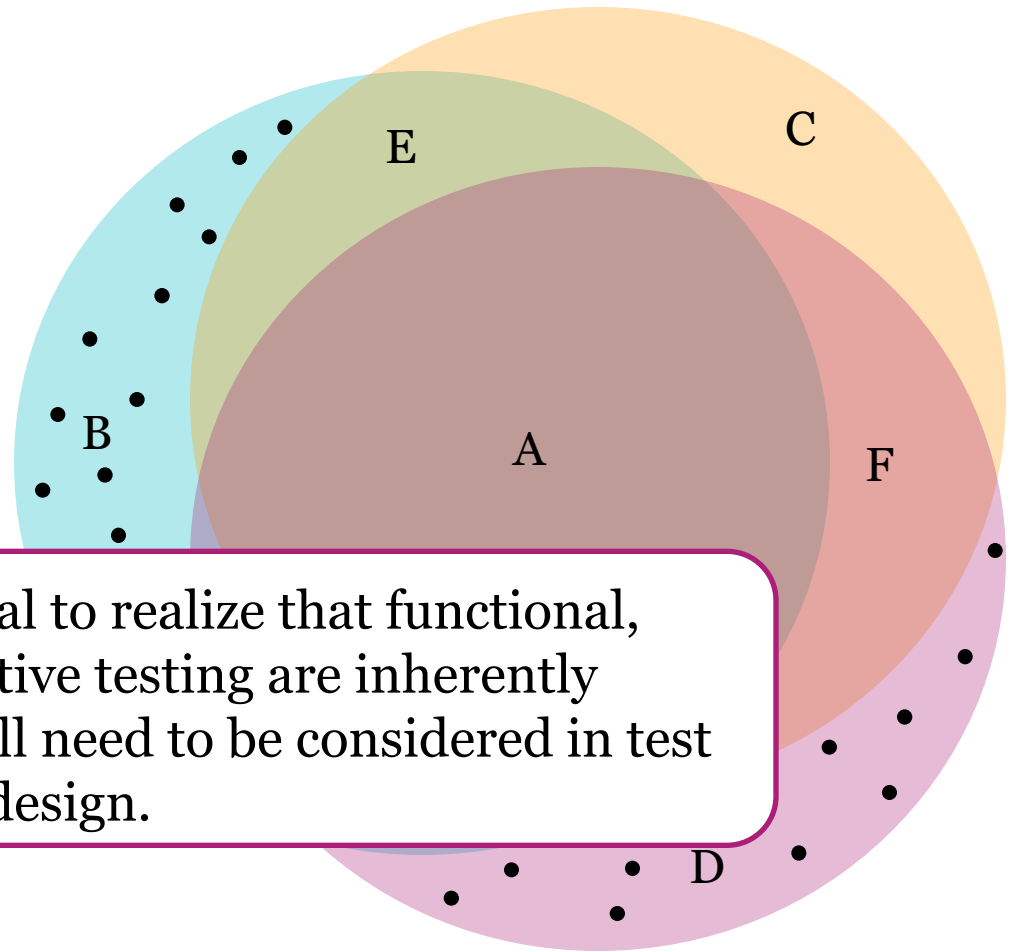 E
C
B
A
F
al to realize that functional,
tive testing are inherently
ll need to be considered in test
design.
D